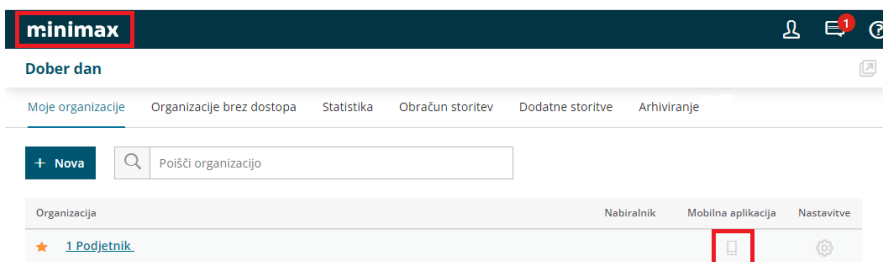 minimax
1
Dober dan
Moje organizacije Organizacije brez dostopa Statistika Obračun storitev Dodatne storitve Arhiviranje
+ Nova Poišči organizacijo
Organizacija Nabiralnik Mobilna aplikacija Nastavitve
1 Podjetnik